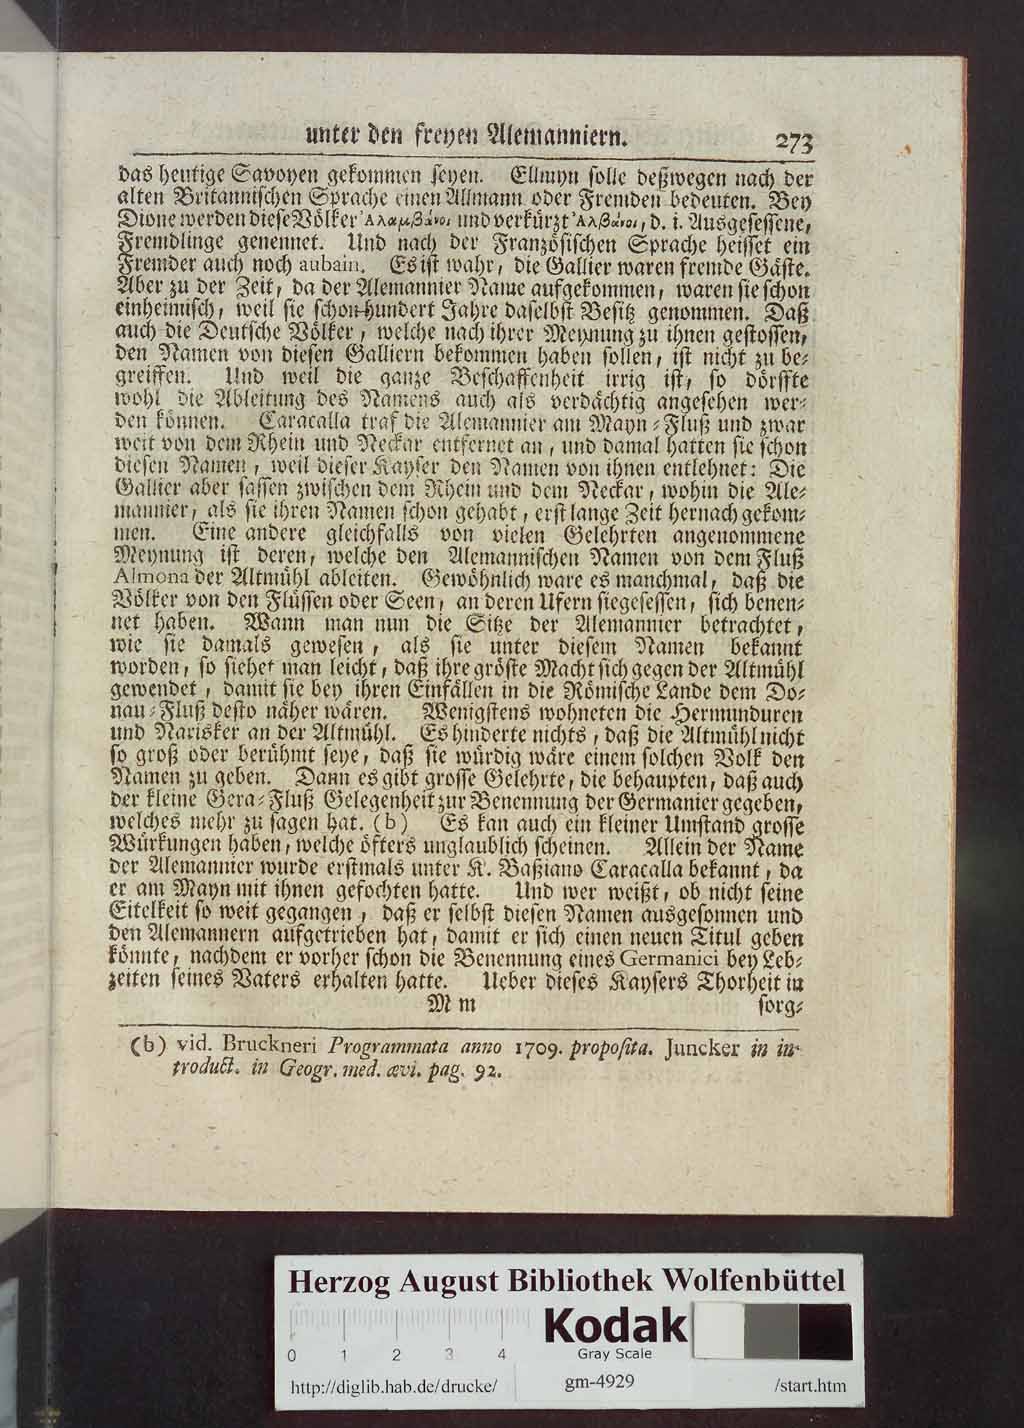 unter den freyen Alemanniern. 273
das heutige Savoyen gekommen seyen. Ellmyn solle deßwegen nach der
alten Britannischen Sprache einen Allmann oder Fremden bedeuten. Bey
Dione werden diese Völker Ἀλαμβάνοι und verkürzt Ἀλβάνοι, d. i. Ausgesessene,
Fremdlinge genennet. Und nach der Französischen Sprache heisset ein
Fremder auch noch aubain. Es ist wahr, die Gallier waren fremde Gäste.
Aber zu der Zeit, da der Alemannier Name aufgekommen, waren sie schon
einheimisch, weil sie schon hundert Jahre daselbst Besitz genommen. Daß
auch die Deutsche Völker, welche nach ihrer Meynung zu ihnen gestossen,
den Namen von diesen Galliern bekommen haben sollen, ist nicht zu be-
greiffen. Und weil die ganze Beschaffenheit irrig ist, so dörffte
wohl die Ableitung des Namens auch als verdächtig angesehen wer-
den können. Caracalla traf die Alemannier am Mayn-Fluß und zwar
weit von dem Rhein und Neckar entfernet an, und damal hatten sie schon
diesen Namen, weil dieser Kayser den Namen von ihnen entlehnet: Die
Gallier aber sassen zwischen dem Rhein und dem Neckar, wohin die Ale-
mannier, als sie ihren Namen schon gehabt, erst lange Zeit hernach gekom-
men. Eine andere gleichfalls von vielen Gelehrten angenommene
Meynung ist deren, welche den Alemannischen Namen von dem Fluß
Almona der Altmühl ableiten. Gewöhnlich ware es manchmal, daß die
Völker von den Flüssen oder Seen, an deren Ufern sie gesessen, sich benen-
net haben. Wann man nun die Sitze der Alemannier betrachtet,
wie sie damals gewesen, als sie unter diesem Namen bekannt
worden, so siehet man leicht, daß ihre gröste Macht sich gegen der Altmühl
gewendet, damit sie bey ihren Einfällen in die Römische Lande dem Do-
nau-Fluß desto näher wären. Wenigstens wohneten die Hermunduren
und Narisker an der Altmühl. Es hinderte nichts, daß die Altmühl nicht
so groß oder berühmt seye, daß sie würdig wäre einem solchen Volk den
Namen zu geben. Dann es gibt grosse Gelehrte, die behaupten, daß auch
der kleine Gera-Fluß Gelegenheit zur Benennung der Germanier gegeben,
welches mehr zu sagen hat. (b) Es kan auch ein kleiner Umstand grosse
Würkungen haben, welche öfters unglaublich scheinen. Allein der Name
der Alemannier wurde erstmals unter K. Baßiano Caracalla bekannt, da
er am Mayn mit ihnen gefochten hatte. Und wer weißt, ob nicht seine
Eitelkeit so weit gegangen, daß er selbst diesen Namen ausgesonnen und
den Alemannern aufgetrieben hat, damit er sich einen neuen Titul geben
könnte, nachdem er vorher schon die Benennung eines Germanici bey Leb-
zeiten seines Vaters erhalten hatte. Ueber dieses Kaysers Thorheit in
M m sorg-
(b) vid. Bruckneri Programmata anno 1709. proposita. Juncker in in-
troduct. in Geogr. med. ævi. pag. 92.
Herzog August Bibliothek Wolfenbüttel
Kodak
0 1 2 3 4 Gray Scale
http://diglib.hab.de/drucke/ gm-4929 /start.htm